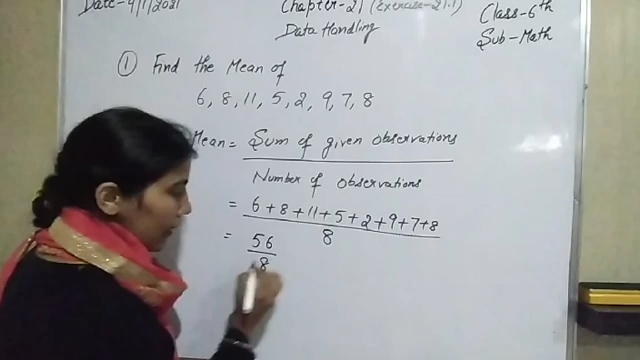 Date-9/1/2021
Chapter-21 (Exercise-21.1)
Class-6th
Data Handling
Sub-Math
① Find the Mean of
6, 8, 11, 5, 2, 9, 7, 8
Mean = Sum of given observations
Number of observations
= 6+8+11+5+2+9+7+8
8
= 56
8